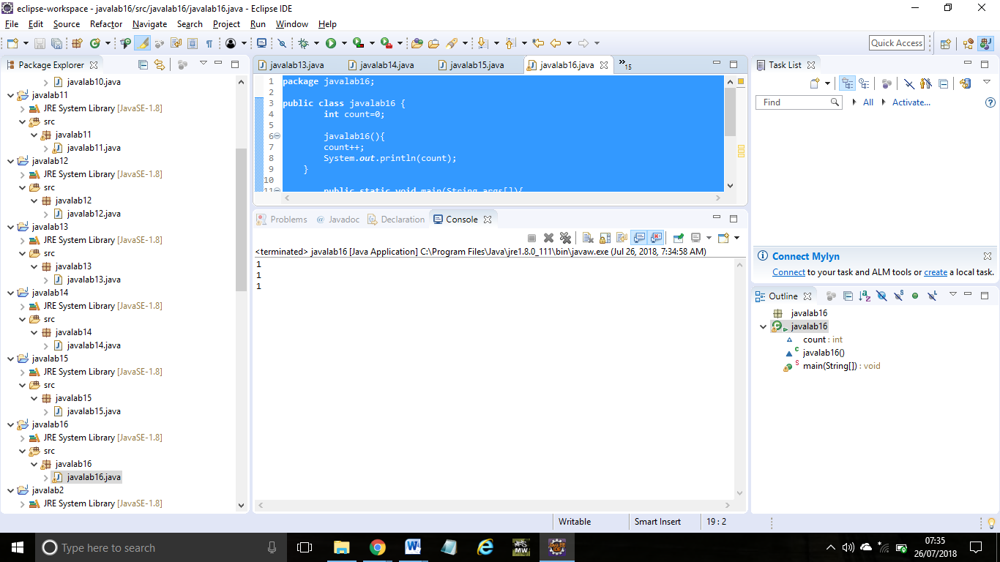 eclipse-workspace - javalab16/src/javalab16/javalab16.java - Eclipse IDE
File Edit Source Refactor Navigate Search Project Run Window Help
Quick Access
Package Explorer
javalab10.java
javalab11
JRE System Library [JavaSE-1.8]
src
javalab11
javalab11.java
javalab12
JRE System Library [JavaSE-1.8]
src
javalab12
javalab12.java
javalab13
JRE System Library [JavaSE-1.8]
src
javalab13
javalab13.java
javalab14
JRE System Library [JavaSE-1.8]
src
javalab14
javalab14.java
javalab15
JRE System Library [JavaSE-1.8]
src
javalab15
javalab15.java
javalab16
JRE System Library [JavaSE-1.8]
src
javalab16
javalab16.java
javalab2
JRE System Library [JavaSE-1.8]
javalab13.java javalab14.java javalab15.java javalab16.java »15
1 package javalab16;
2
3 public class javalab16 {
4 int count=0;
5
6 javalab16(){
7 count++;
8 System.out.println(count);
9 }
10
11 public static void main(String args[]){
Problems @ Javadoc Declaration Console
<terminated> javalab16 [Java Application] C:\Program Files\Java\jre1.8.0_111\bin\javaw.exe (Jul 26, 2018, 7:34:58 AM)
1
1
1
Task List
Find All Activate...
Connect Mylyn
Connect to your task and ALM tools or create a local task.
Outline
javalab16
javalab16
count : int
javalab16()
main(String[]) : void
Writable Smart Insert 19 : 2
Type here to search
07:35
26/07/2018